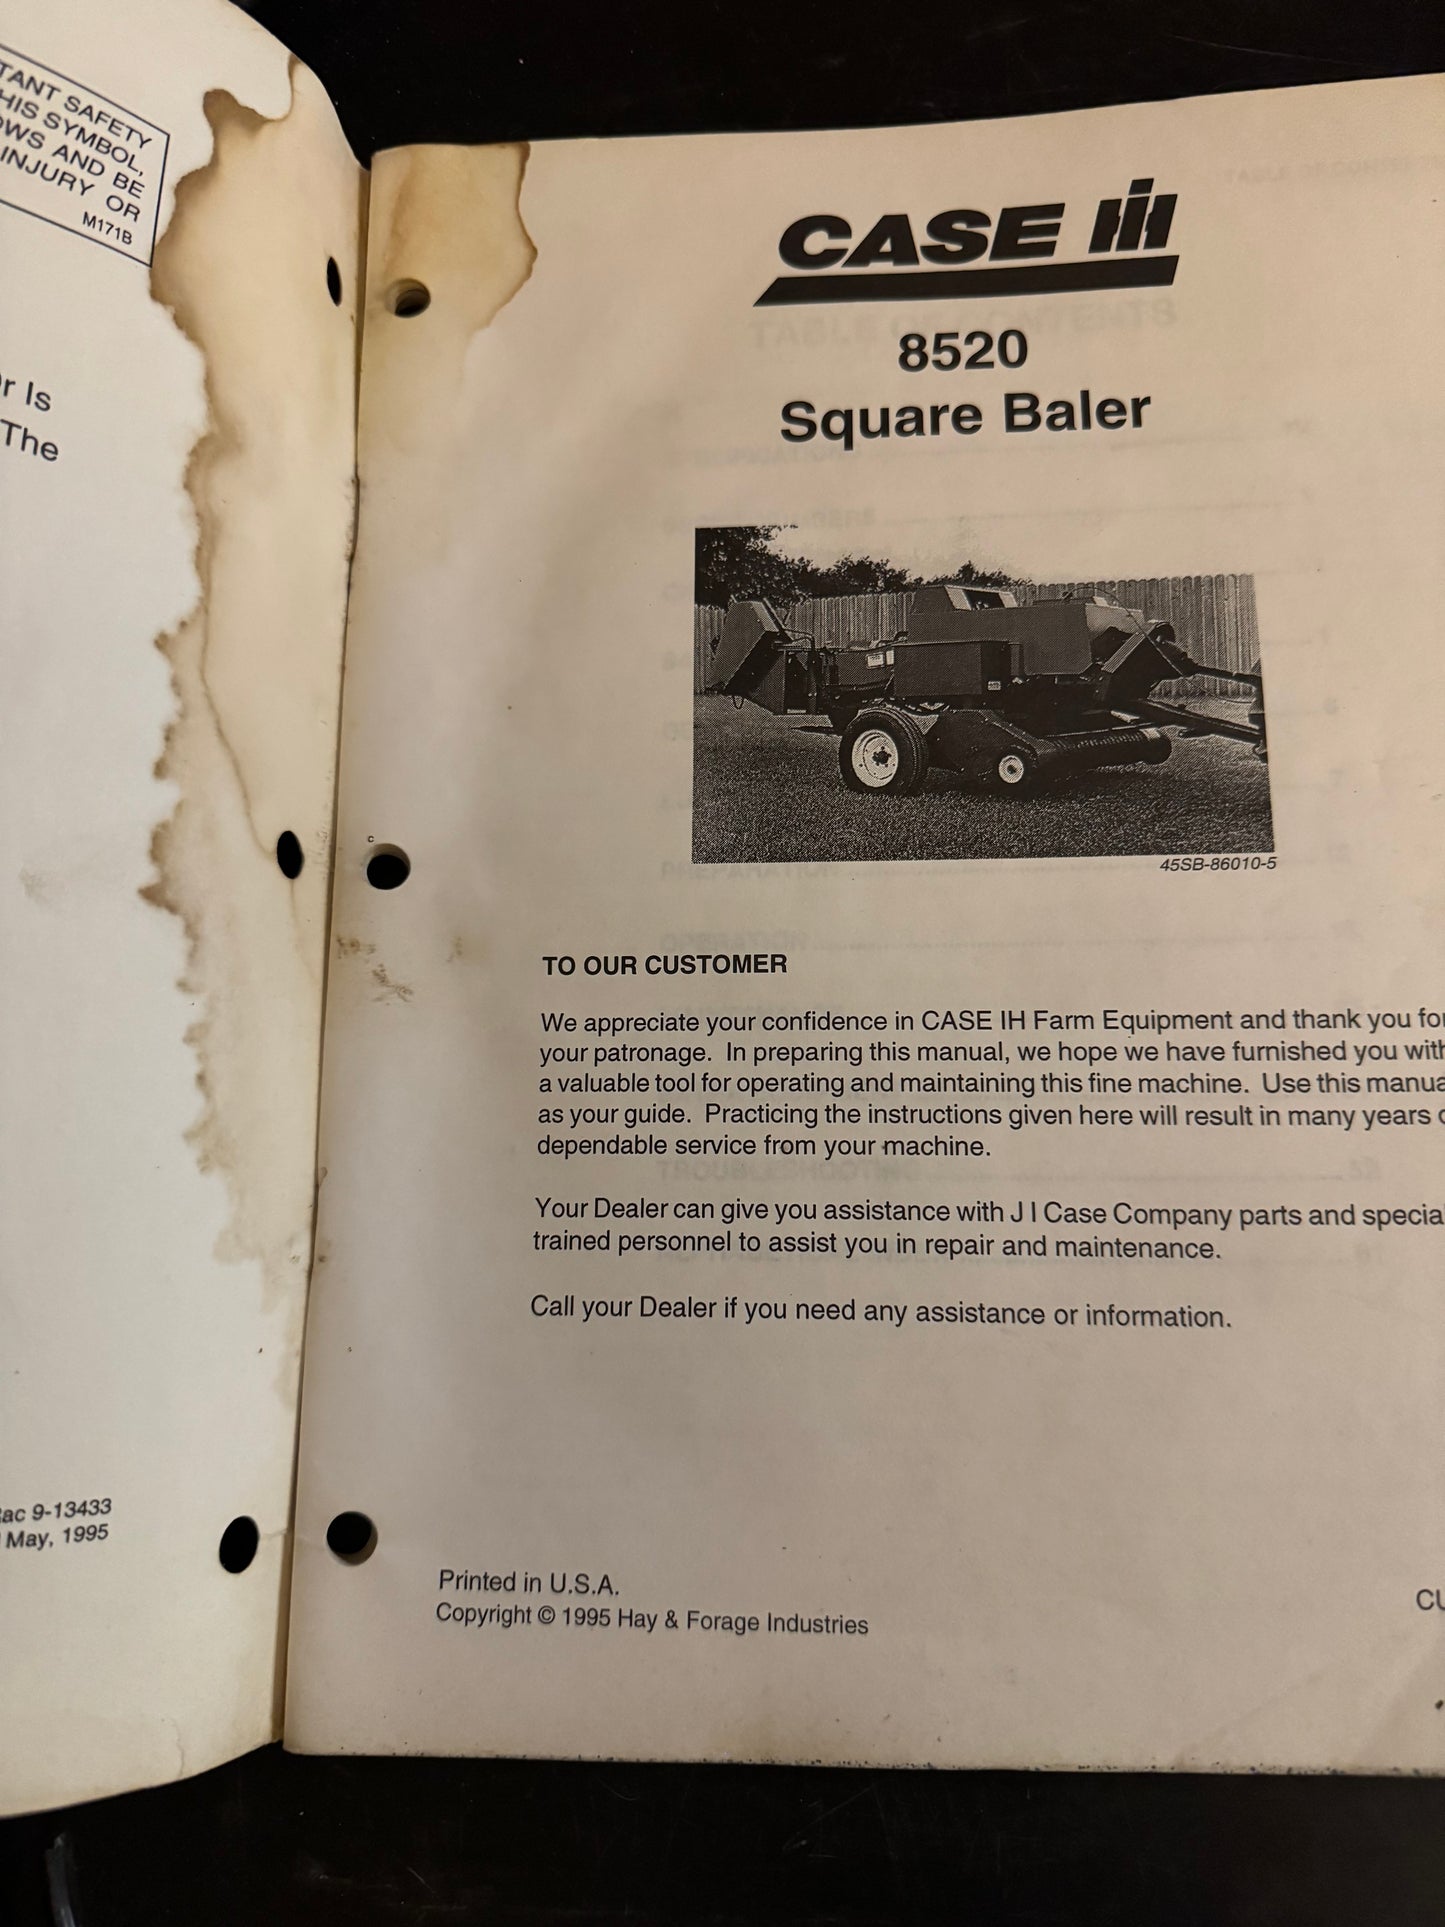 TANT SAFETY
HIS SYMBOL,
OWS AND BE
INJURY OR
M171B
r Is
The
ac 9-13433
May, 1995
CASE IH
8520
Square Baler
45SB-86010-5
TO OUR CUSTOMER
We appreciate your confidence in CASE IH Farm Equipment and thank you for
your patronage. In preparing this manual, we hope we have furnished you with
a valuable tool for operating and maintaining this fine machine. Use this manua
as your guide. Practicing the instructions given here will result in many years o
dependable service from your machine.
Your Dealer can give you assistance with J I Case Company parts and specia
trained personnel to assist you in repair and maintenance.
Call your Dealer if you need any assistance or information.
Printed in U.S.A.
Copyright © 1995 Hay & Forage Industries
CU